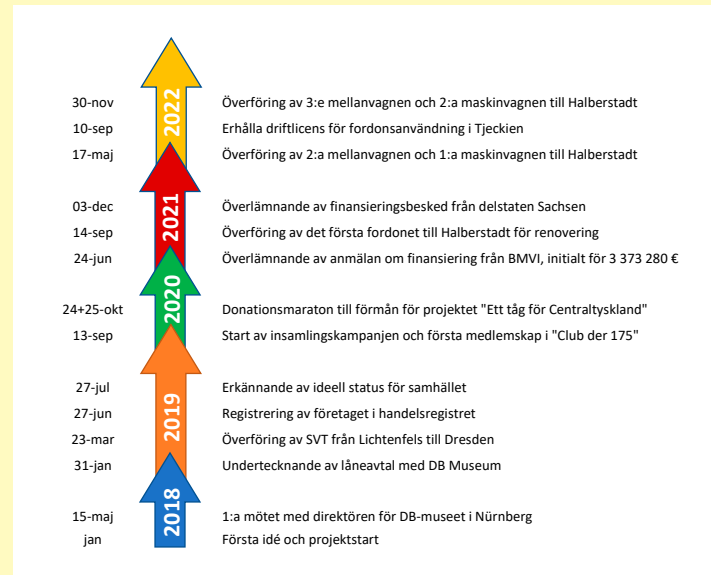 2022
30-nov Överföring av 3:e mellanvagnen och 2:a maskinvagnen till Halberstadt
10-sep Erhålla driftlicens för fordonsanvändning i Tjeckien
17-maj Överföring av 2:a mellanvagnen och 1:a maskinvagnen till Halberstadt
2021
03-dec Överlämnande av finansieringsbesked från delstaten Sachsen
14-sep Överföring av det första fordonet till Halberstadt för renovering
24-jun Överlämnande av anmälan om finansiering från BMVI, initialt för 3 373 280 €
2020
24+25-okt Donationsmaraton till förmån för projektet "Ett tåg för Centraltyskland"
13-sep Start av insamlingskampanjen och första medlemskap i "Club der 175"
2019
27-jul Erkännande av ideell status för samhället
27-jun Registrering av företaget i handelsregistret
23-mar Överföring av SVT från Lichtenfels till Dresden
31-jan Undertecknande av låneavtal med DB Museum
2018
15-maj 1:a mötet med direktören för DB-museet i Nürnberg
jan Första idé och projektstart